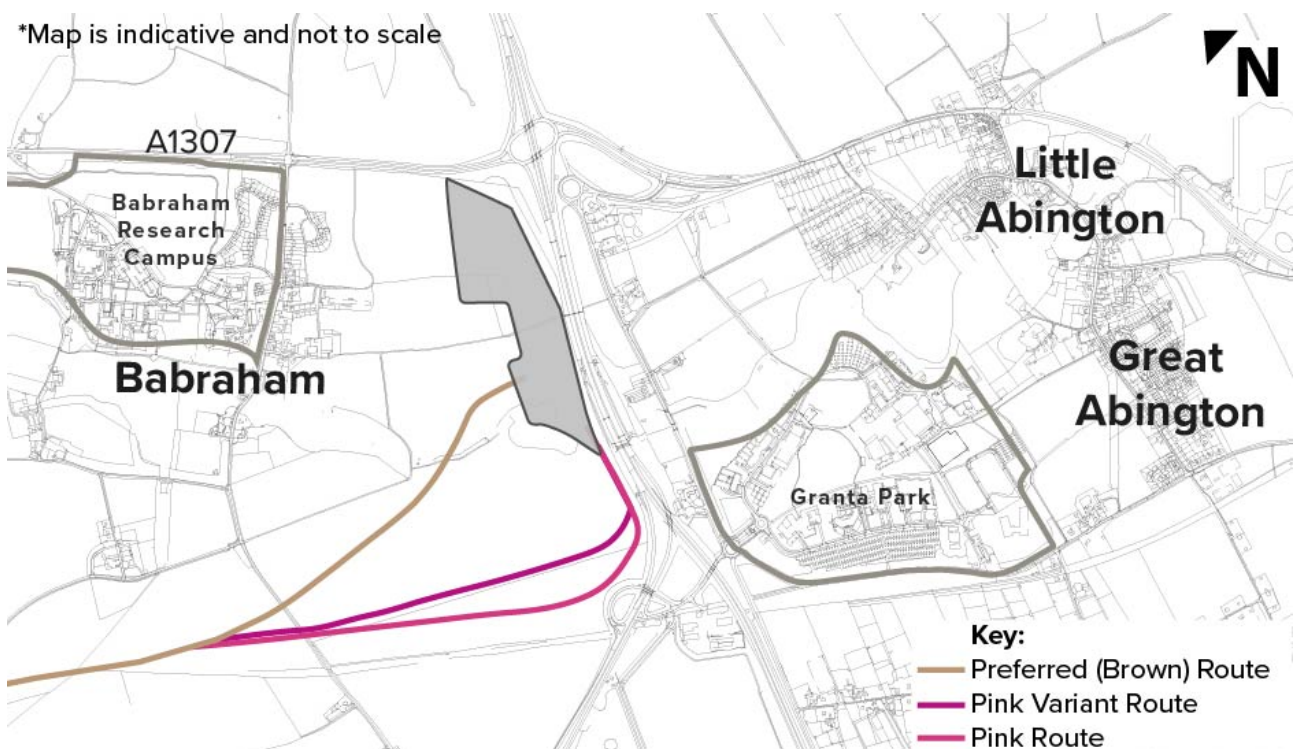 *Map is indicative and not to scale
N
A1307
Babraham
Research
Campus
Babraham
Little
Abington
Great
Abington
Granta Park
Key:
Preferred (Brown) Route
Pink Variant Route
Pink Route